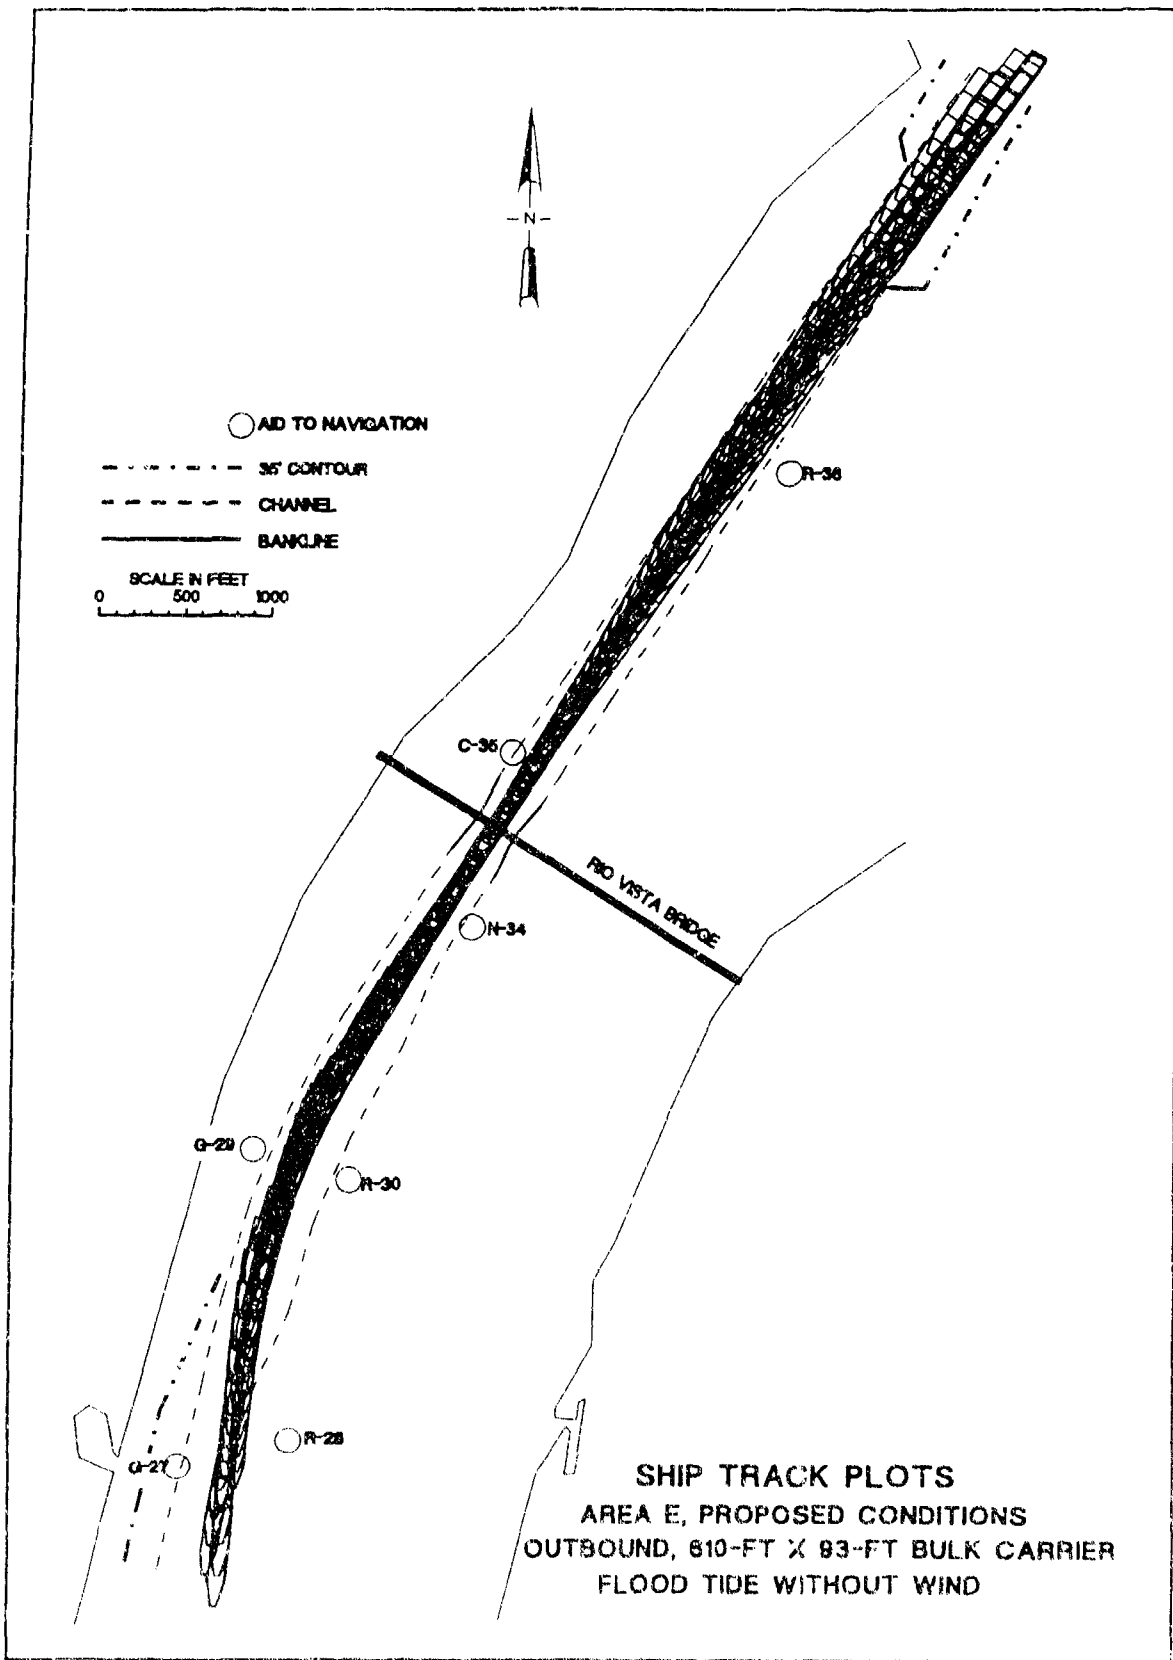 N
AID TO NAVIGATION
35' CONTOUR
CHANNEL
BANKLINE
SCALE IN FEET
0 500 1000
R-36
C-35
RIO VISTA BRIDGE
N-34
G-29
R-30
R-28
G-27
SHIP TRACK PLOTS
AREA E, PROPOSED CONDITIONS
OUTBOUND, 610-FT X 93-FT BULK CARRIER
FLOOD TIDE WITHOUT WIND